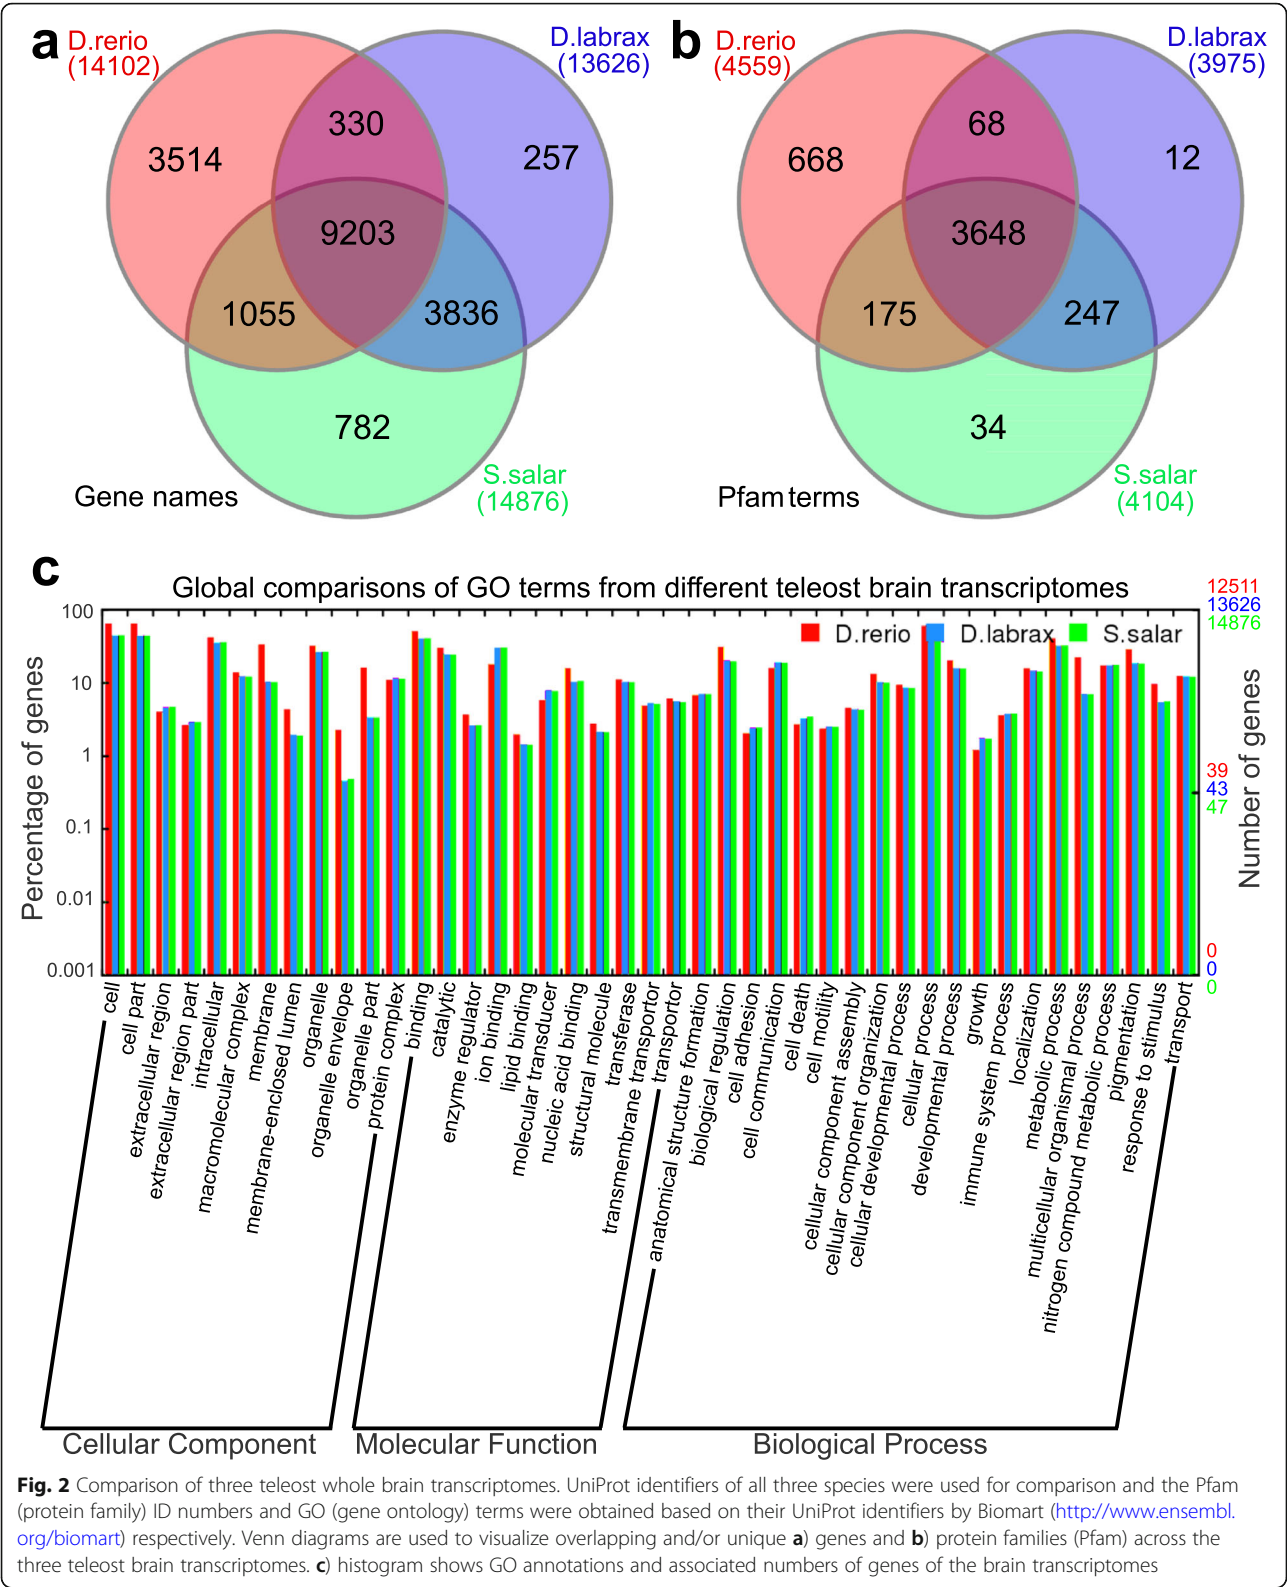 a
D.rerio
(14102)
D.labrax
(13626)
330
3514
257
9203
1055
3836
782
Gene names
S.salar
(14876)
b
D.rerio
(4559)
D.labrax
(3975)
68
668
12
3648
175
247
34
Pfam terms
S.salar
(4104)
c
Global comparisons of GO terms from different teleost brain transcriptomes
Percentage of genes
100
10
1
0.1
0.01
0.001
D.rerio
D.labrax
S.salar
12511
13626
14876
39
43
47
0
0
0
Number of genes
cell
cell part
extracellular region
extracellular region part
intracellular
macromolecular complex
membrane
membrane-enclosed lumen
organelle
organelle envelope
organelle part
protein complex
binding
catalytic
enzyme regulator
ion binding
lipid binding
molecular transducer
nucleic acid binding
structural molecule
transferase
transmembrane transportor
transportor
anatomical structure formation
biological regulation
cell adhesion
cell communication
cell death
cell motility
cellular component assembly
cellular component organization
cellular developmental process
cellular process
developmental process
growth
immune system process
localization
metabolic process
multicellular organismal process
nitrogen compound metabolic process
pigmentation
response to stimulus
transport
Cellular Component
Molecular Function
Biological Process
Fig. 2 Comparison of three teleost whole brain transcriptomes. UniProt identifiers of all three species were used for comparison and the Pfam
(protein family) ID numbers and GO (gene ontology) terms were obtained based on their UniProt identifiers by Biomart (http://www.ensembl.
org/biomart) respectively. Venn diagrams are used to visualize overlapping and/or unique a) genes and b) protein families (Pfam) across the
three teleost brain transcriptomes. c) histogram shows GO annotations and associated numbers of genes of the brain transcriptomes